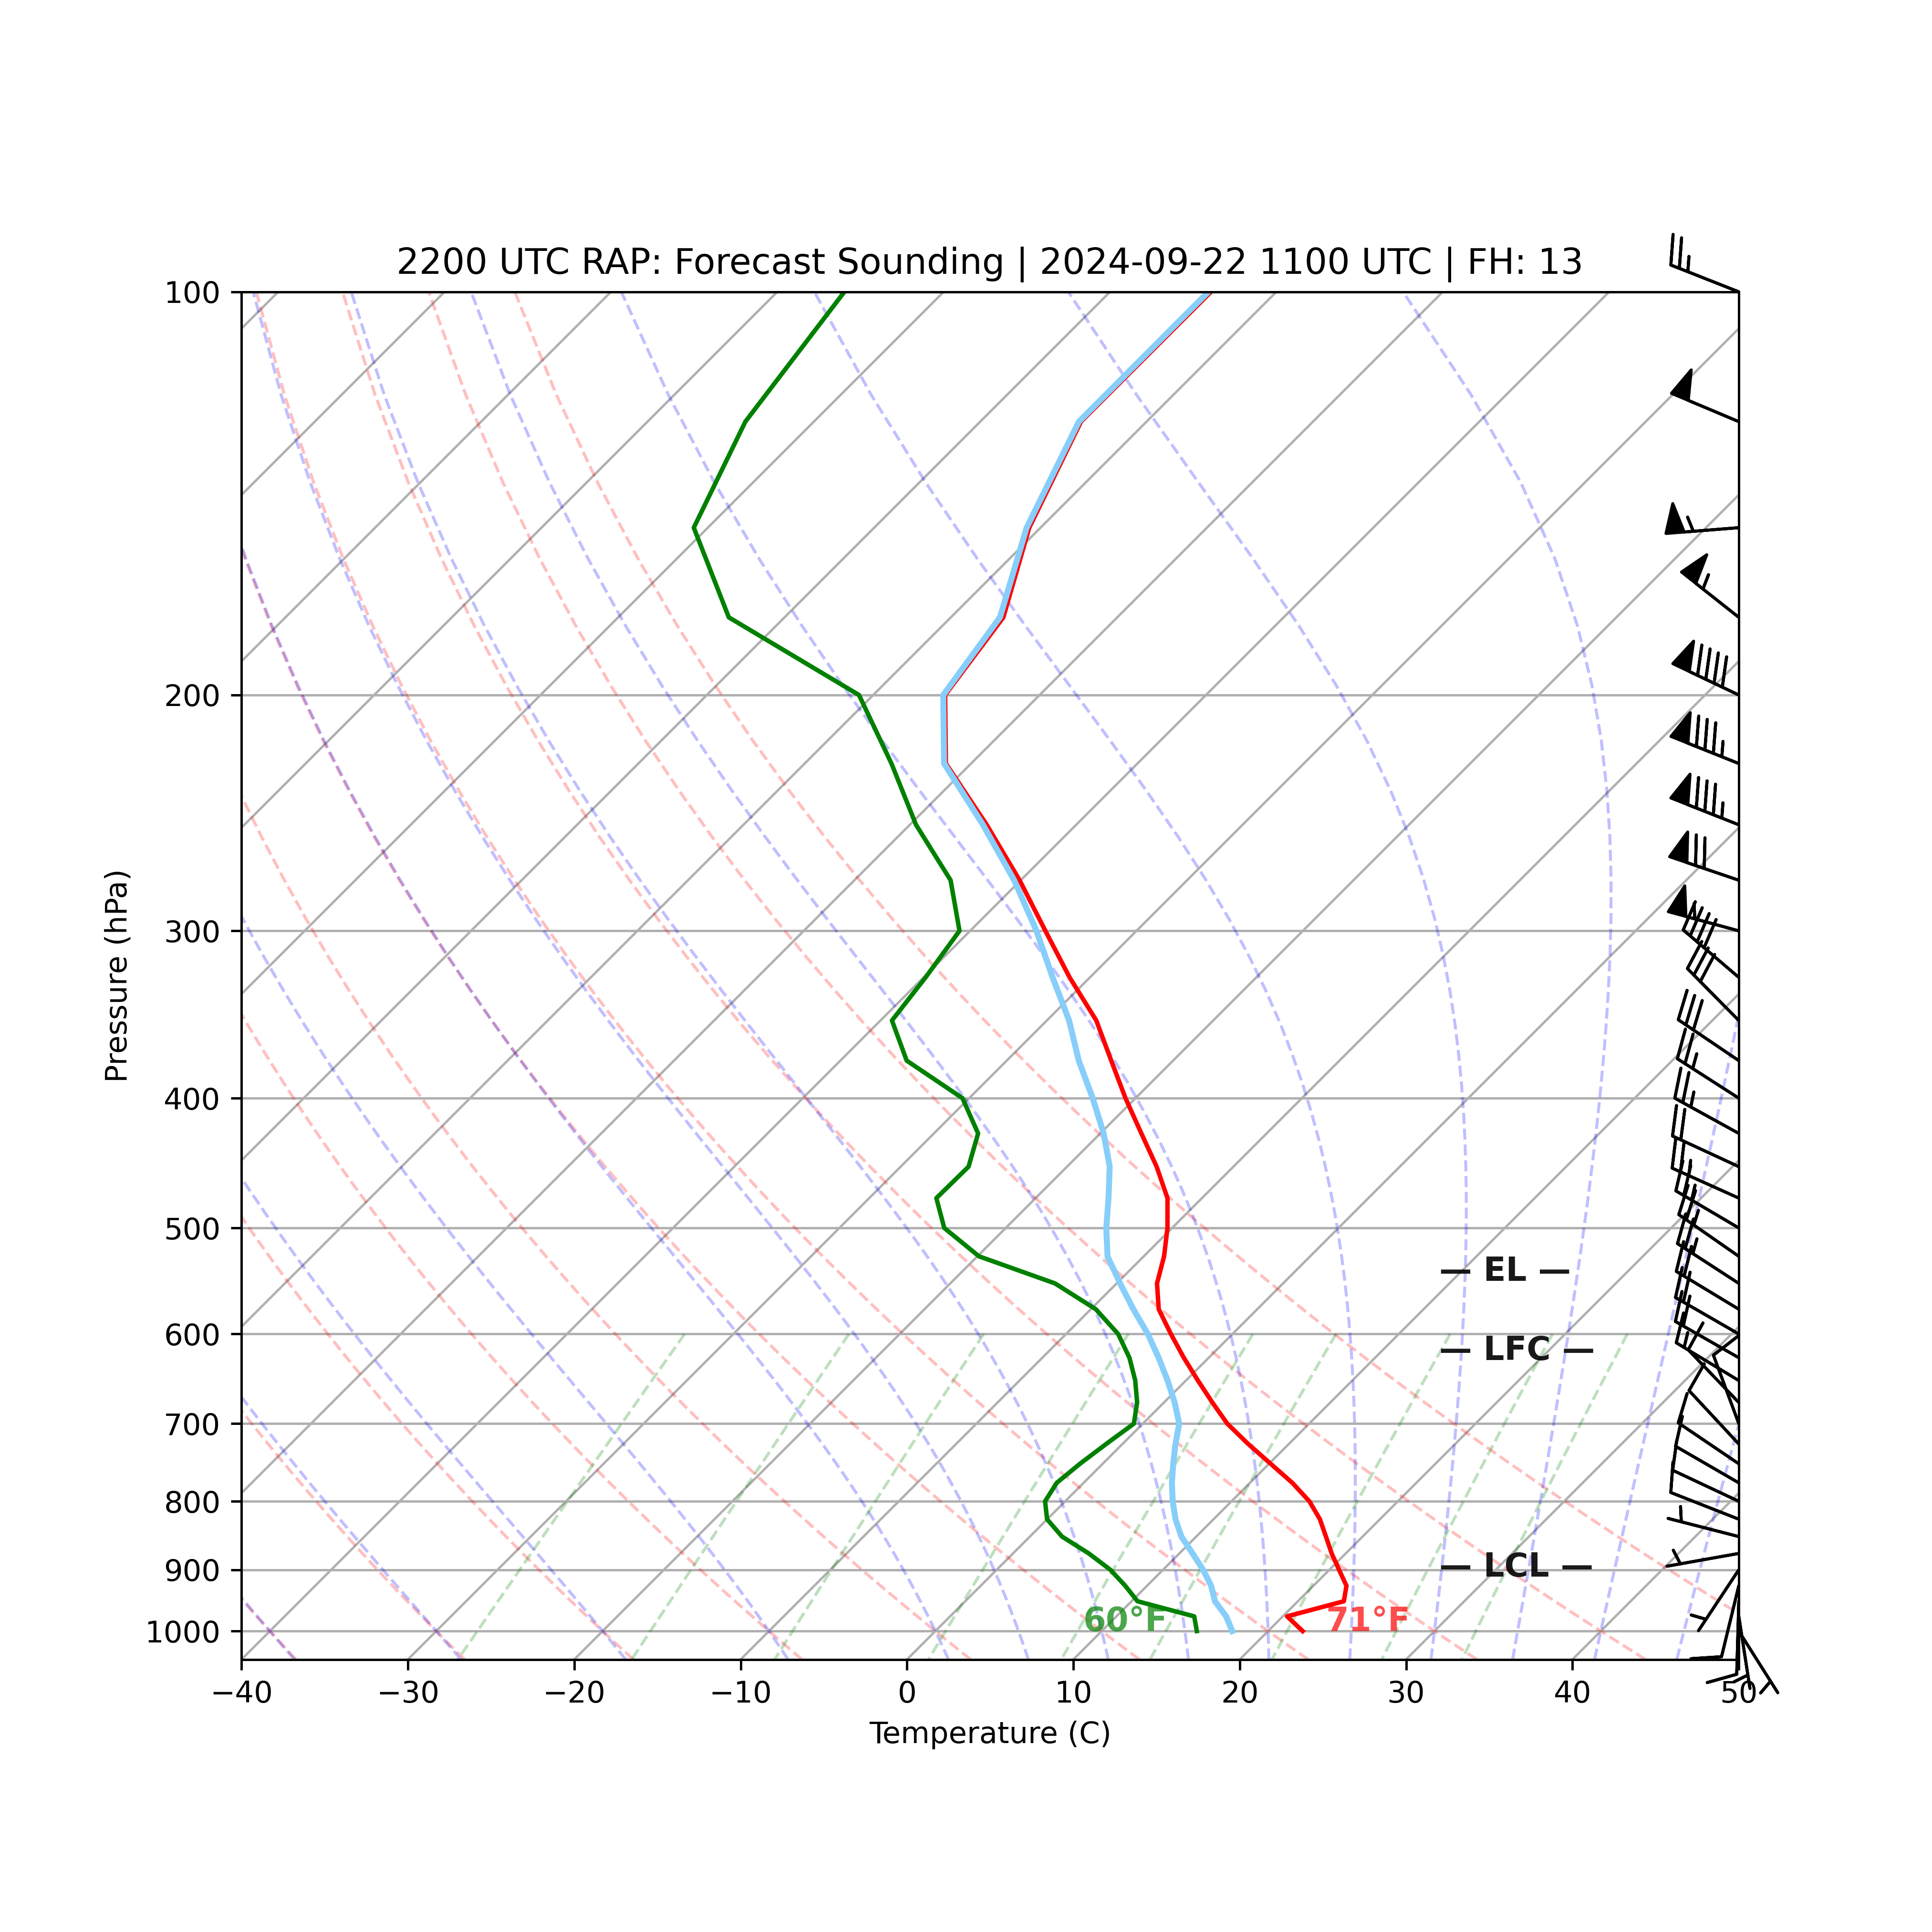 2200 UTC RAP: Forecast Sounding | 2024-09-22 1100 UTC | FH: 13
100
200
300
400
500
600
700
800
900
1000
Pressure (hPa)
— EL —
— LFC —
— LCL —
60°F
71°F
−40 −30 −20 −10 0 10 20 30 40 50
Temperature (C)